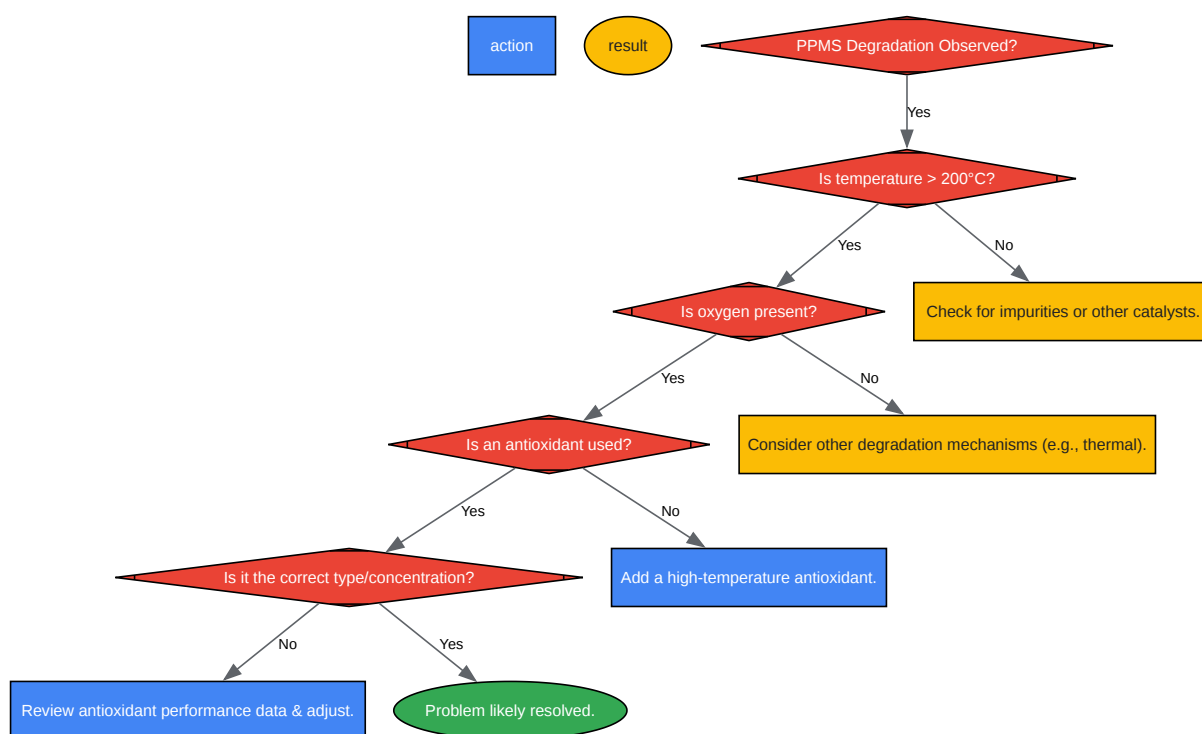 action
result
PPMS Degradation Observed?
Yes
Is temperature > 200°C?
Yes
No
Is oxygen present?
Check for impurities or other catalysts.
Yes
No
Is an antioxidant used?
Consider other degradation mechanisms (e.g., thermal).
Yes
No
Is it the correct type/concentration?
Add a high-temperature antioxidant.
No
Yes
Review antioxidant performance data & adjust.
Problem likely resolved.